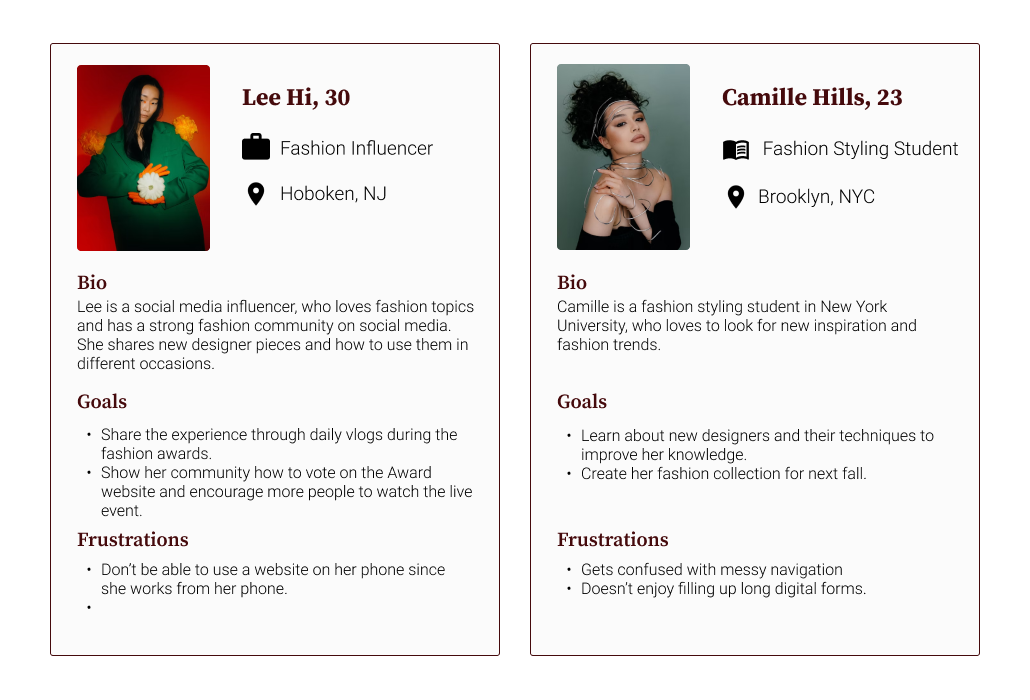 Lee Hi, 30
Fashion Influencer
Hoboken, NJ
Bio
Lee is a social media influencer, who loves fashion topics
and has a strong fashion community on social media.
She shares new designer pieces and how to use them in
different occasions.
Goals
• Share the experience through daily vlogs during the
fashion awards.
• Show her community how to vote on the Award
website and encourage more people to watch the live
event.
Frustrations
• Don’t be able to use a website on her phone since
she works from her phone.
•
Camille Hills, 23
Fashion Styling Student
Brooklyn, NYC
Bio
Camille is a fashion styling student in New York
University, who loves to look for new inspiration and
fashion trends.
Goals
• Learn about new designers and their techniques to
improve her knowledge.
• Create her fashion collection for next fall.
Frustrations
• Gets confused with messy navigation
• Doesn’t enjoy filling up long digital forms.